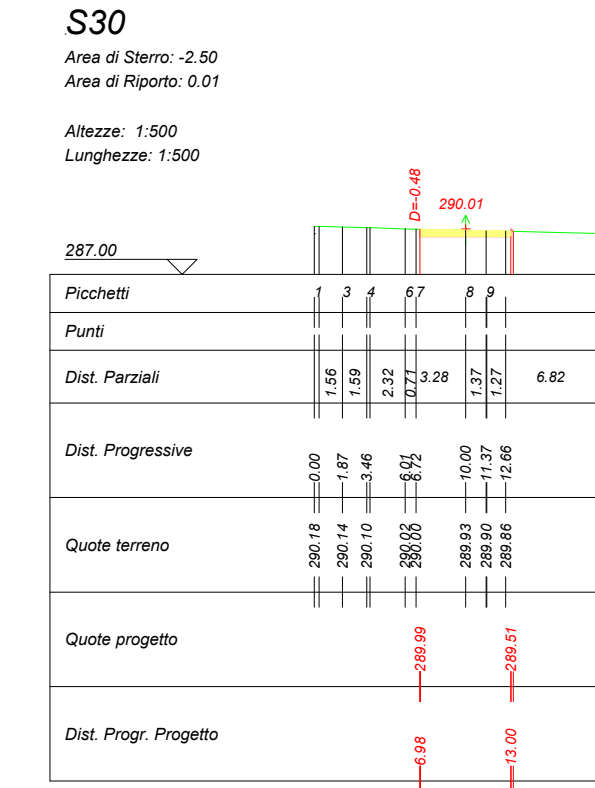 S30
Area di Sterro: -2.50
Area di Riporto: 0.01
Altezze: 1:500
Lunghezze: 1:500
D=-0.48
290.01
287.00
Picchetti 1 3 4 6 7 8 9
Punti
Dist. Parziali 1.56 1.59 2.32 0.71 3.28 1.37 1.27 6.82
Dist. Progressive 0.00 1.87 3.46 6.01 6.72 10.00 11.37 12.66
Quote terreno 290.18 290.14 290.10 290.02 290.00 289.93 289.90 289.86
Quote progetto 289.99 289.51
Dist. Progr. Progetto 6.98 13.00